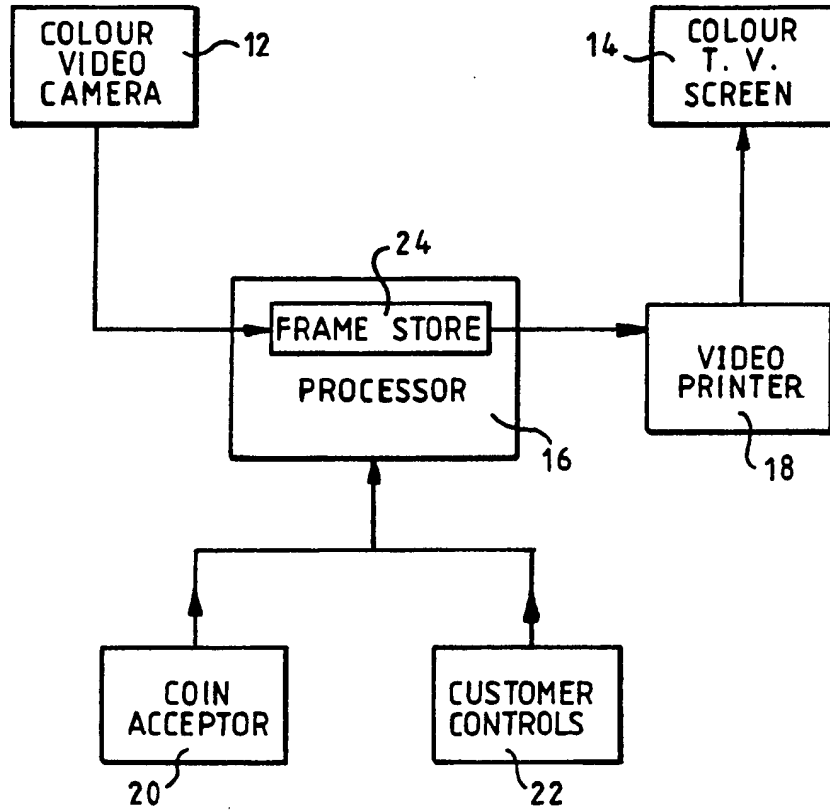 COLOUR
VIDEO
CAMERA
12
14
COLOUR
T. V.
SCREEN
24
FRAME STORE
PROCESSOR
16
VIDEO
PRINTER
18
COIN
ACCEPTOR
20
CUSTOMER
CONTROLS
22